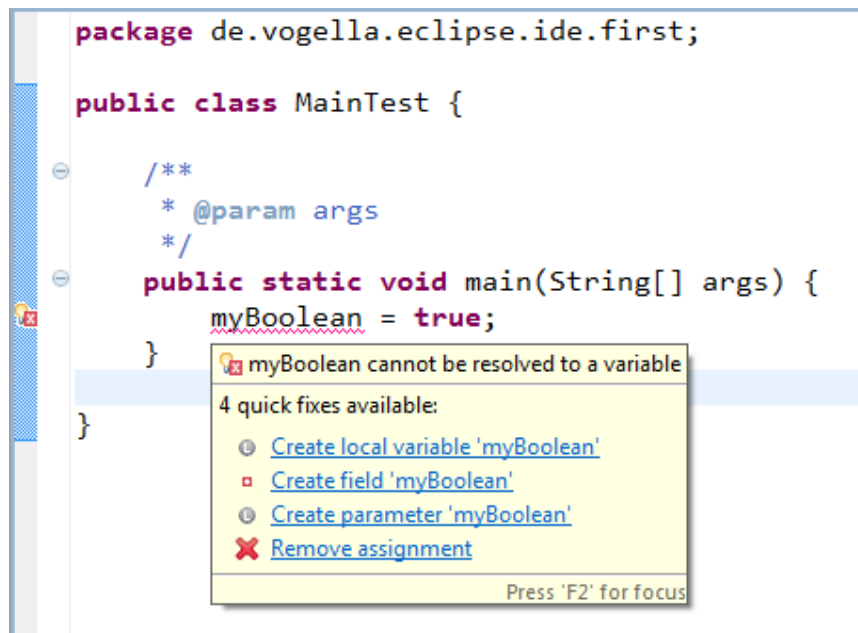 package de.vogella.eclipse.ide.first;
public class MainTest {
/**
* @param args
*/
public static void main(String[] args) {
myBoolean = true;
}
myBoolean cannot be resolved to a variable
4 quick fixes available:
Create local variable 'myBoolean'
Create field 'myBoolean'
Create parameter 'myBoolean'
Remove assignment
Press 'F2' for focus
}